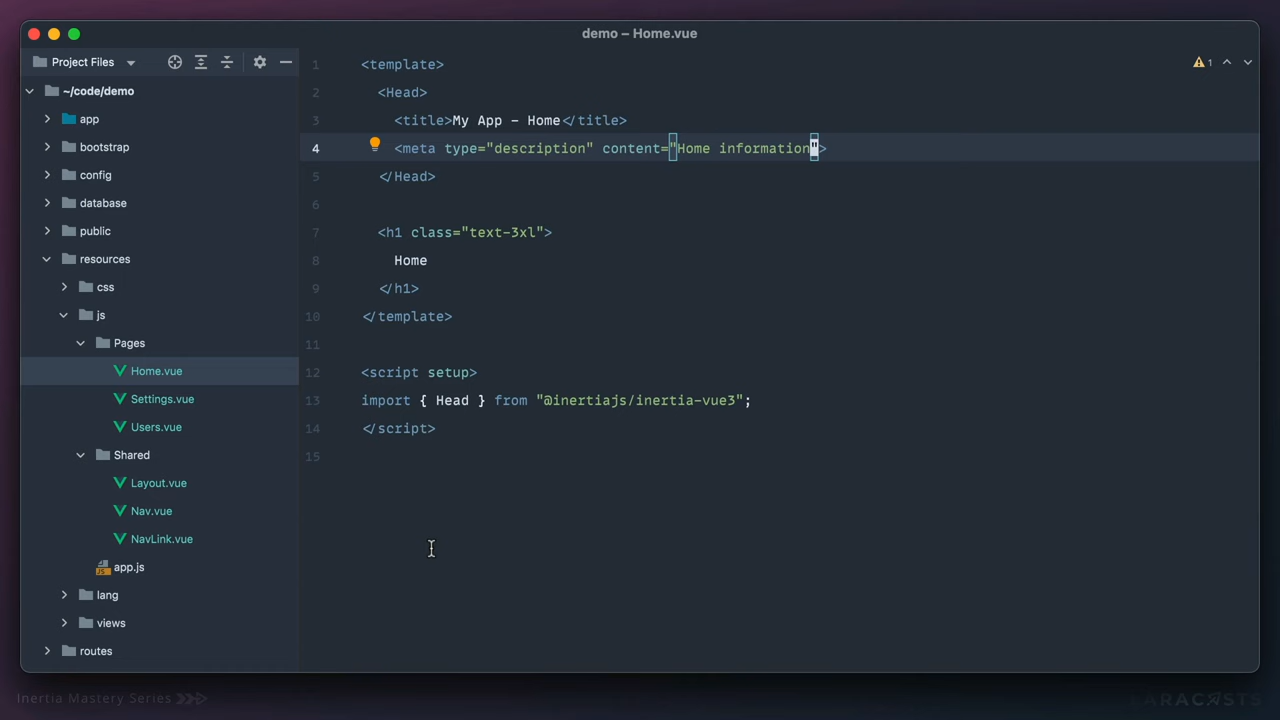 demo – Home.vue
Project Files
~/code/demo
app
bootstrap
config
database
public
resources
css
js
Pages
Home.vue
Settings.vue
Users.vue
Shared
Layout.vue
Nav.vue
NavLink.vue
JS app.js
lang
views
routes
1
1 <template>
2 <Head>
3 <title>My App – Home</title>
4 <meta type="description" content="Home information">
5 </Head>
6
7 <h1 class="text-3xl">
8 Home
9 </h1>
10 </template>
11
12 <script setup>
13 import { Head } from "@inertiajs/inertia-vue3";
14 </script>
15
Inertia Mastery Series
LARACASTS